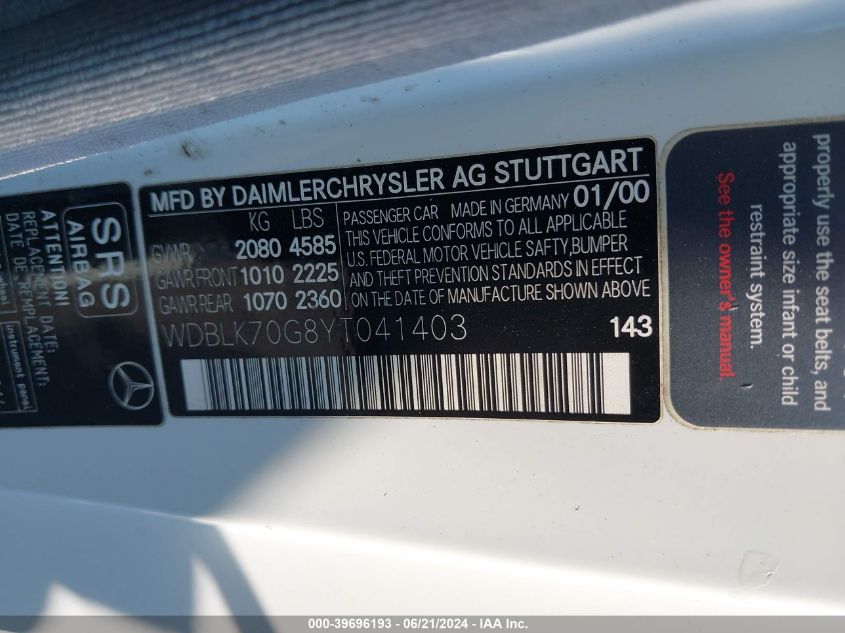 MFD BY DAIMLERCHRYSLER AG STUTTGART
KG LBS
GVWR 2080 4585
GAWR FRONT 1010 2225
GAWR REAR 1070 2360
PASSENGER CAR MADE IN GERMANY 01/00
THIS VEHICLE CONFORMS TO ALL APPLICABLE
U.S. FEDERAL MOTOR VEHICLE SAFTY,BUMPER
AND THEFT PREVENTION STANDARDS IN EFFECT
ON THE DATE OF MANUFACTURE SHOWN ABOVE
WDBLK70G8YT041403
143
SRS
AIRBAG
ATTENTION!
REPLACEMENT DATE:
DATE DE REMPLACE:
wheel
instrument panel
properly use the seat belts, and
appropriate size infant or child
restraint system.
See the owner's manual
000-39696193 - 06/21/2024 - IAA Inc.